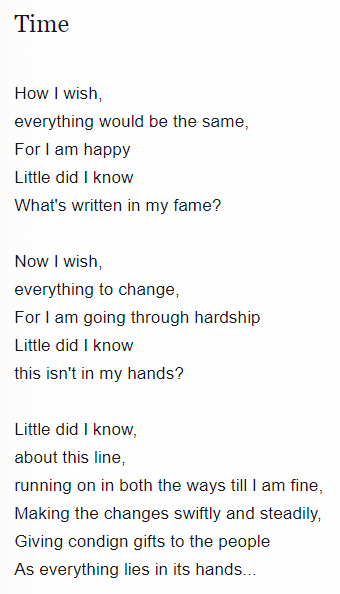 Time
How I wish,
everything would be the same,
For I am happy
Little did I know
What's written in my fame?
Now I wish,
everything to change,
For I am going through hardship
Little did I know
this isn't in my hands?
Little did I know,
about this line,
running on in both the ways till I am fine,
Making the changes swiftly and steadily,
Giving condign gifts to the people
As everything lies in its hands...